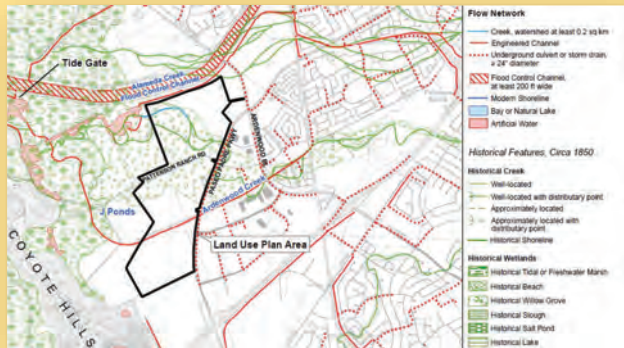 Tide Gate
Alameda Creek
Flood Control Channel
ARDENWOOD BL
PASEO PADRE PKWY
PATTERSON RANCH RD
Ardenwood Creek
J Ponds
Land Use Plan Area
COYOTE HILLS
Flow Network
Creek, watershed at least 0.2 sq km
Engineered Channel
Underground culvert or storm drain,
≥ 24" diameter
Flood Control Channel,
at least 200 ft wide
Modern Shoreline
Bay or Natural Lake
Artificial Water
Historical Features, Circa 1850
Historical Creek
Well-located
Well-located with distributary point
Approximately located
Approximately located with
distributary point
Historical Shoreline
Historical Wetlands
Historical Tidal or Freshwater Marsh
Historical Beach
Historical Willow Grove
Historical Slough
Historical Salt Pond
Historical Lake